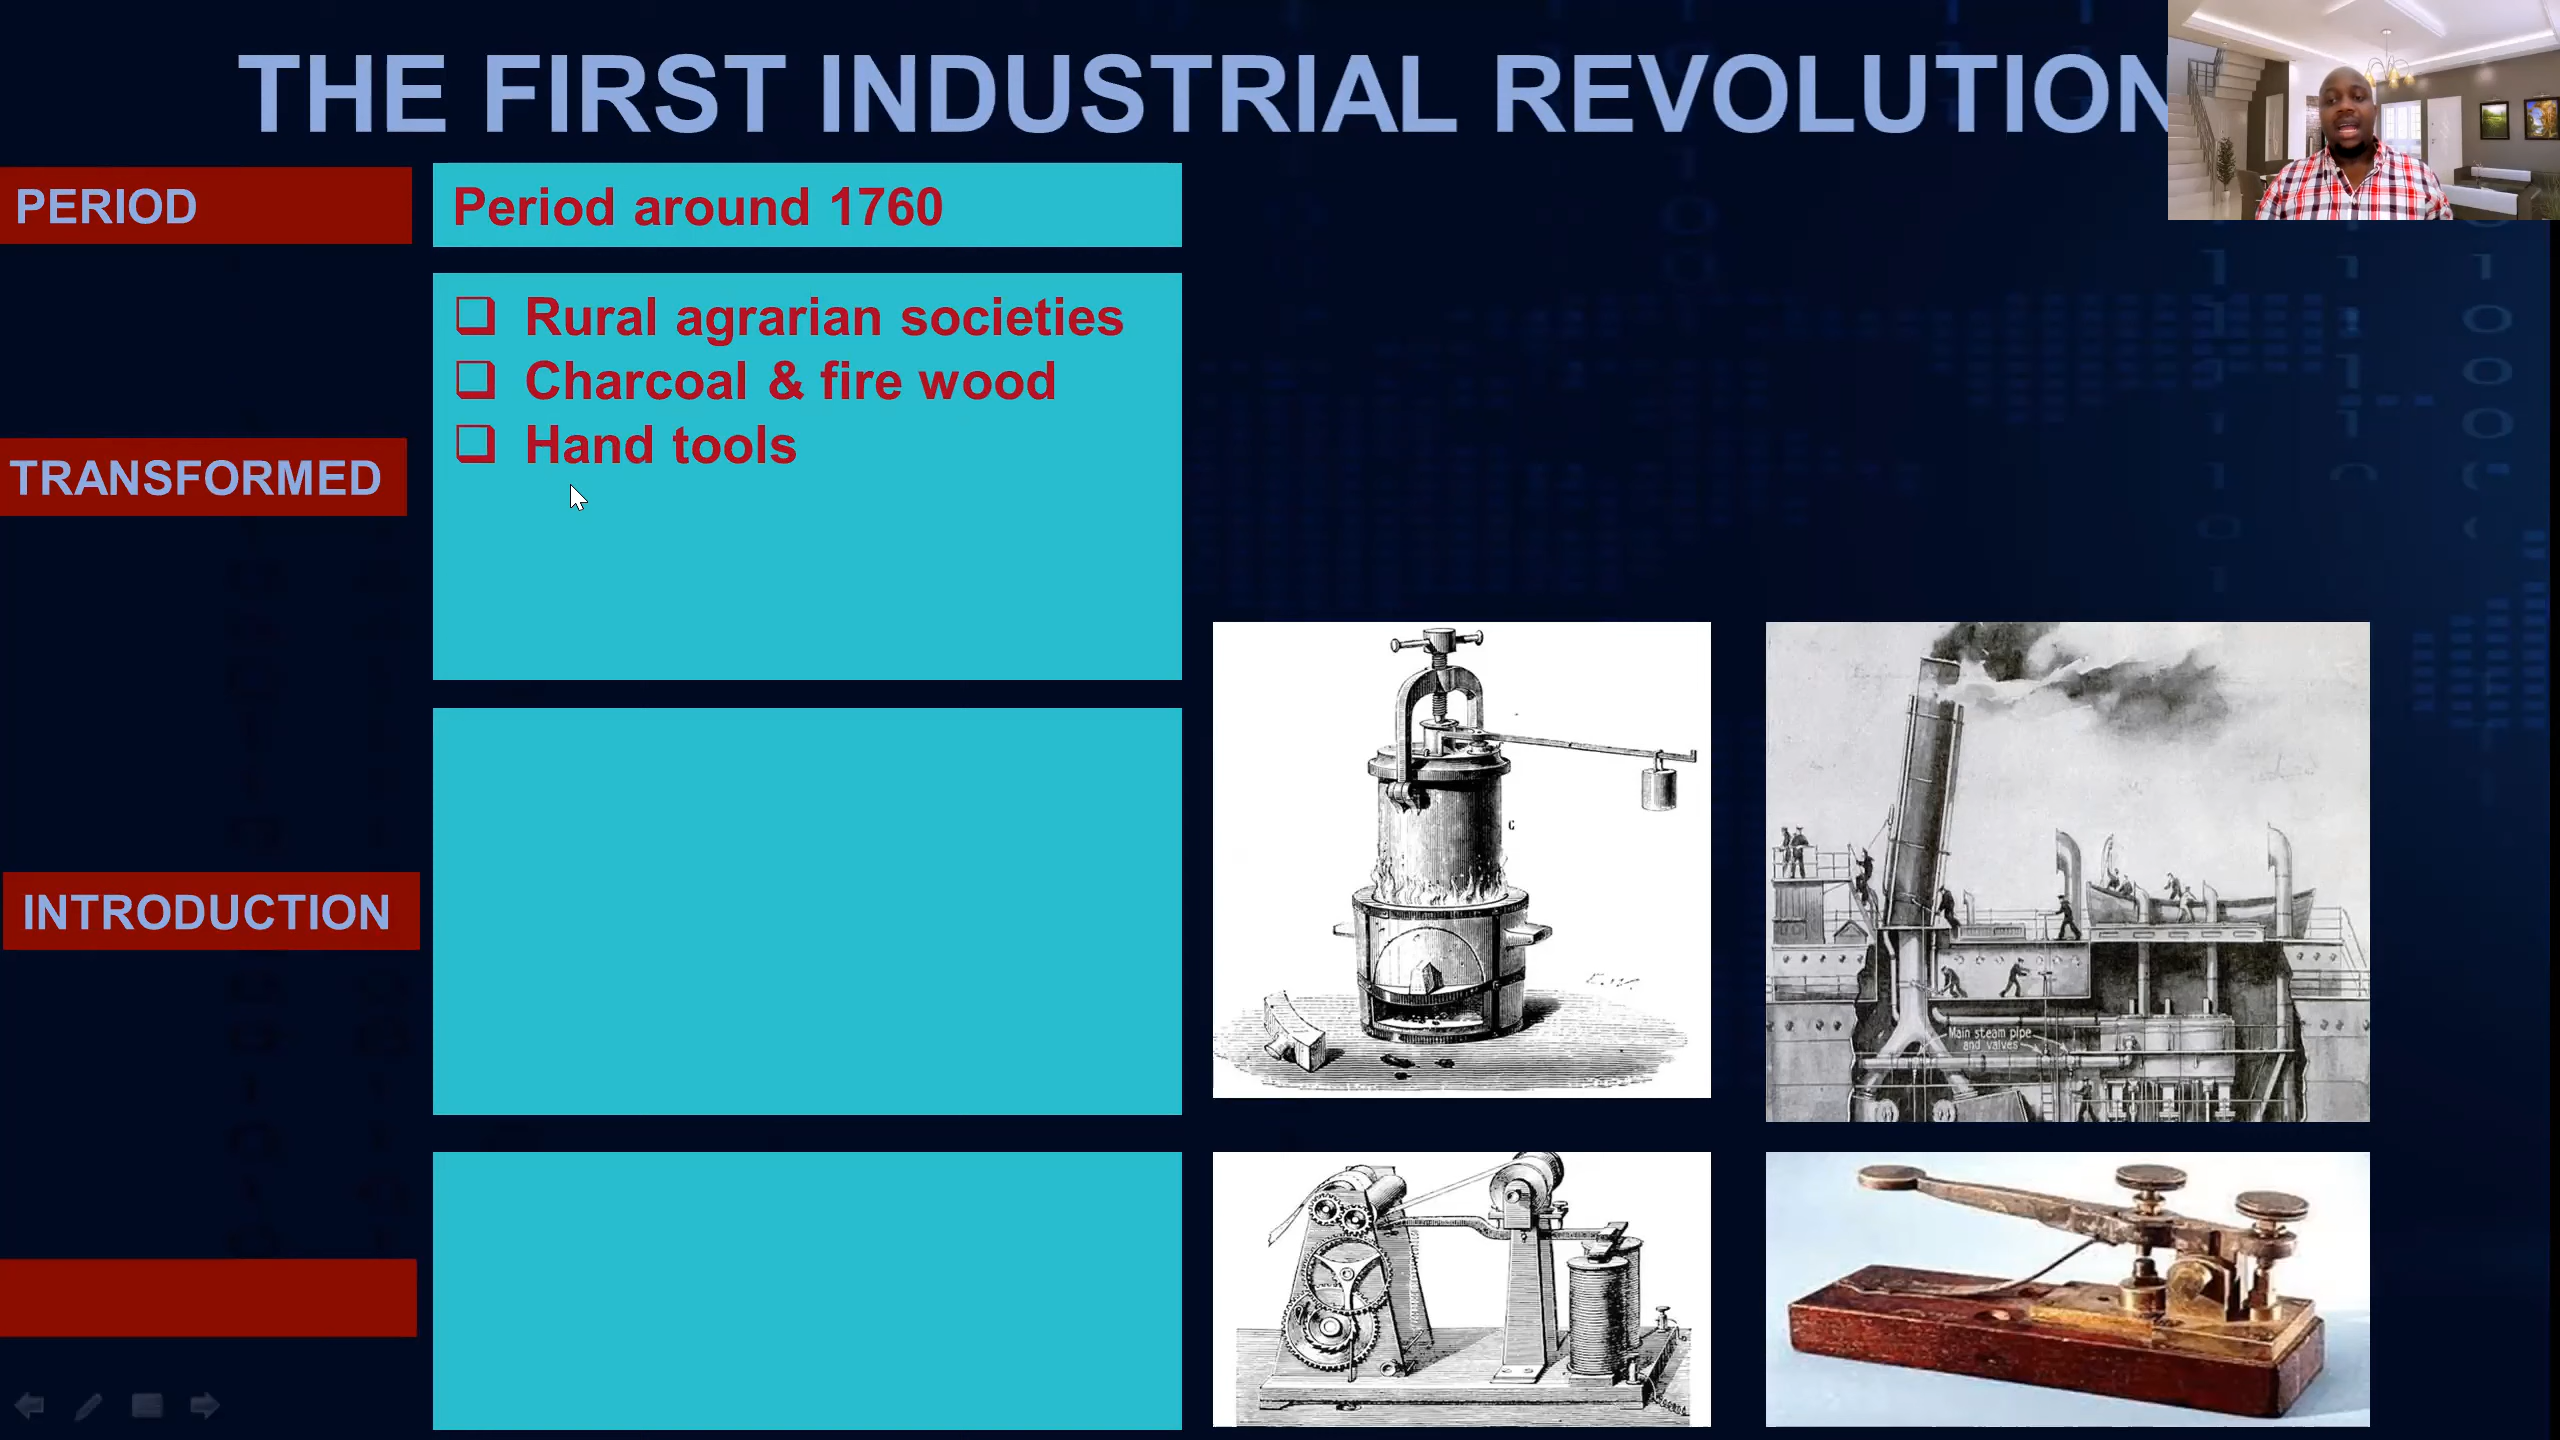 THE FIRST INDUSTRIAL REVOLUTION
PERIOD
Period around 1760
TRANSFORMED
Rural agrarian societies
Charcoal & fire wood
Hand tools
INTRODUCTION
Main steam pipe
and valves